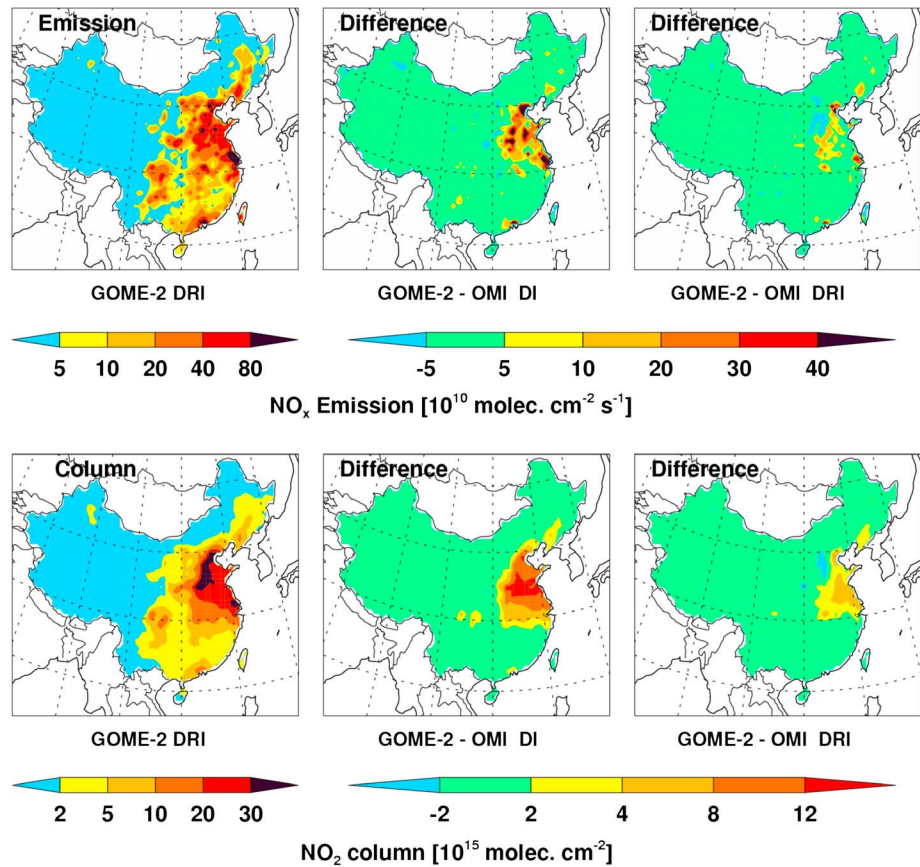 Emission Difference Difference
GOME-2 DRI GOME-2 - OMI DI GOME-2 - OMI DRI
5 10 20 40 80 -5 5 10 20 30 40
NOx Emission [10^10 molec. cm^-2 s^-1]
Column Difference Difference
GOME-2 DRI GOME-2 - OMI DI GOME-2 - OMI DRI
2 5 10 20 30 -2 2 4 8 12
NO2 column [10^15 molec. cm^-2]